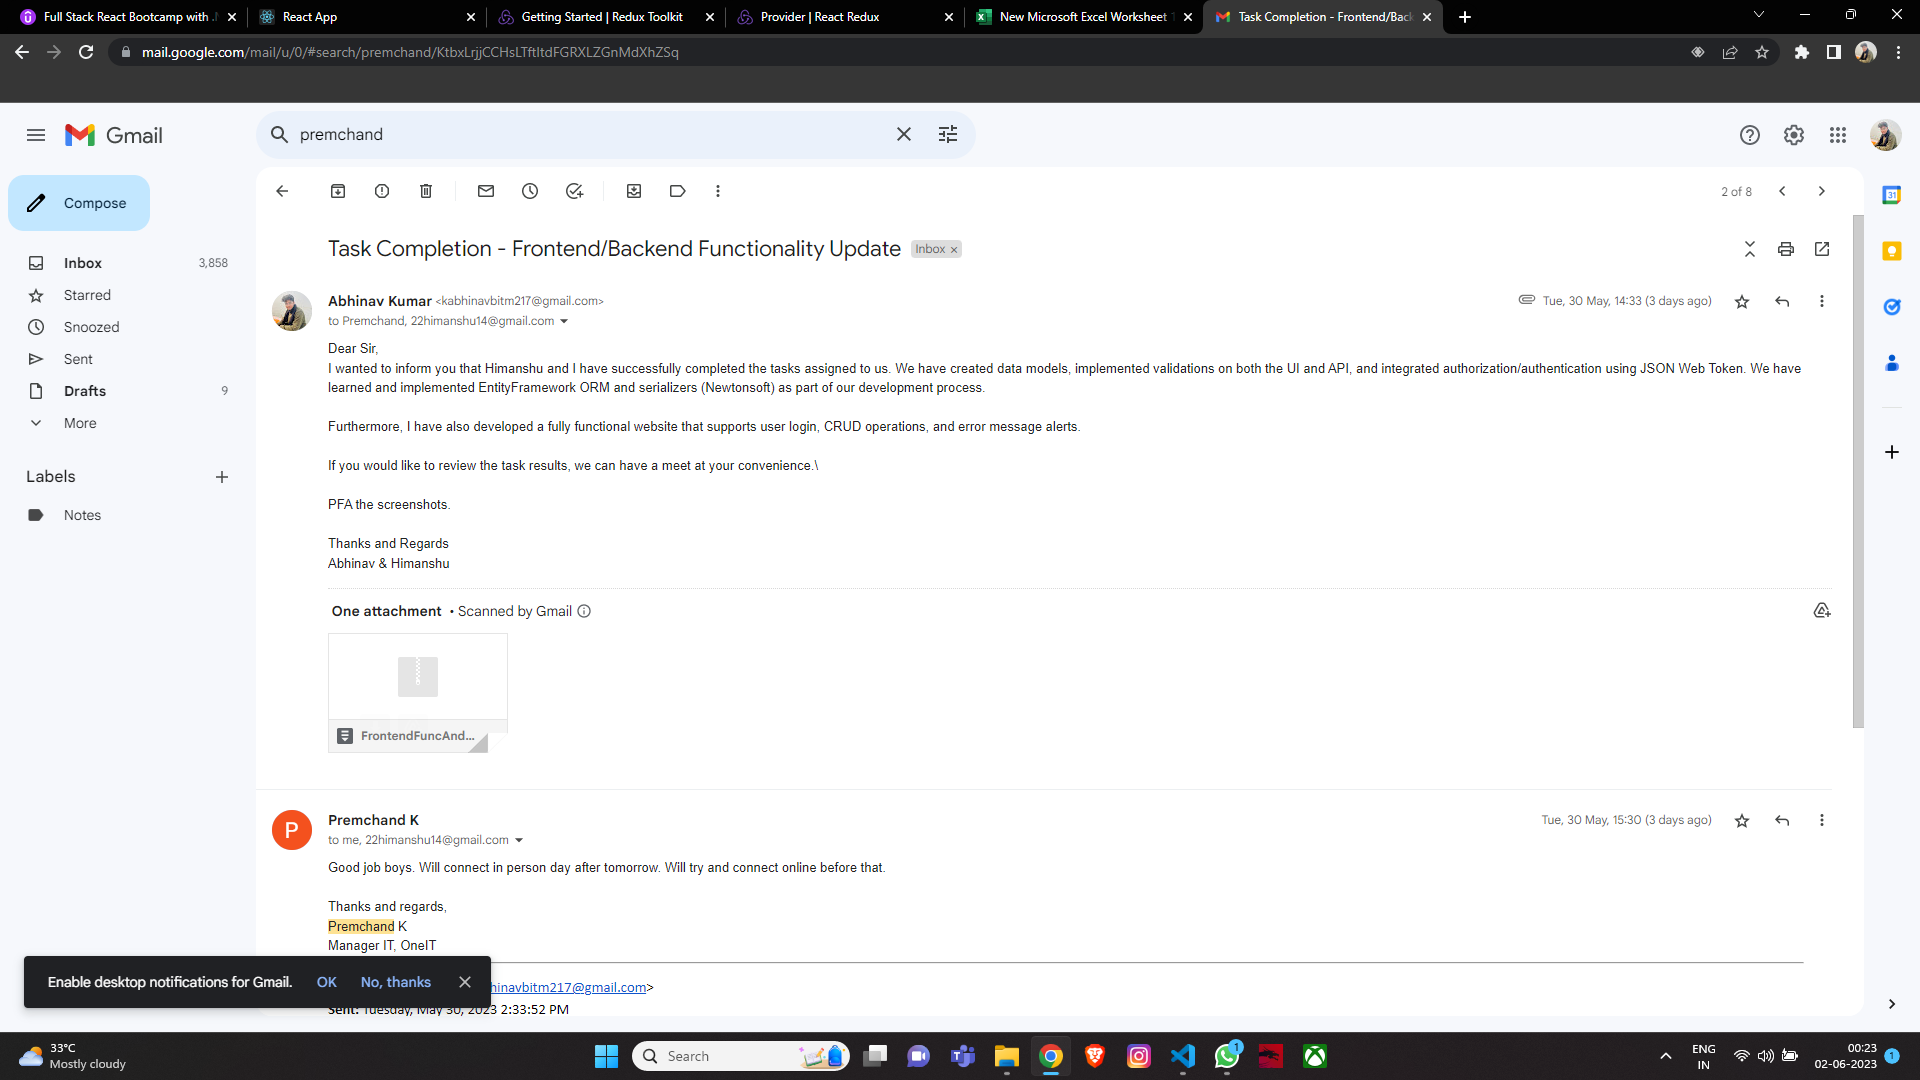 Full Stack React Bootcamp with .N
React App
Getting Started | Redux Toolkit
Provider | React Redux
New Microsoft Excel Worksheet
Task Completion - Frontend/Back
mail.google.com/mail/u/0/#search/premchand/KtbxLrjjCCHsLTftltdFGRXLZGnMdXhZSq
Gmail
premchand
Compose
2 of 8
Inbox 3,858
Starred
Snoozed
Sent
Drafts 9
More
Labels
Notes
Task Completion - Frontend/Backend Functionality Update Inbox x
Abhinav Kumar <kabhinavbitm217@gmail.com> Tue, 30 May, 14:33 (3 days ago)
to Premchand, 22himanshu14@gmail.com
Dear Sir,
I wanted to inform you that Himanshu and I have successfully completed the tasks assigned to us. We have created data models, implemented validations on both the UI and API, and integrated authorization/authentication using JSON Web Token. We have
learned and implemented EntityFramework ORM and serializers (Newtonsoft) as part of our development process.
Furthermore, I have also developed a fully functional website that supports user login, CRUD operations, and error message alerts.
If you would like to review the task results, we can have a meet at your convenience.\
PFA the screenshots.
Thanks and Regards
Abhinav & Himanshu
One attachment • Scanned by Gmail
FrontendFuncAnd...
P
Premchand K Tue, 30 May, 15:30 (3 days ago)
to me, 22himanshu14@gmail.com
Good job boys. Will connect in person day after tomorrow. Will try and connect online before that.
Thanks and regards,
Premchand K
Manager IT, OneIT
hinavbitm217@gmail.com>
Sent: Tuesday, May 30, 2023 2:33:52 PM
Enable desktop notifications for Gmail. OK No, thanks
33°C
Mostly cloudy
Search
1
ENG
IN
00:23
02-06-2023
1
31